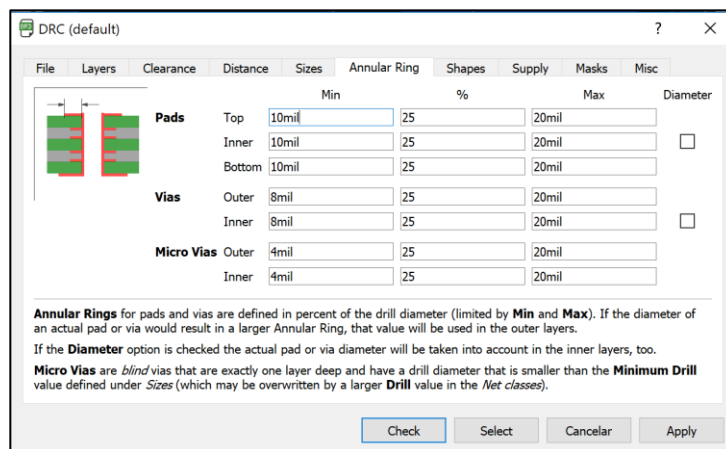 DRC (default)
?
File Layers Clearance Distance Sizes Annular Ring Shapes Supply Masks Misc
Min % Max Diameter
Pads Top 10mil 25 20mil
Inner 10mil 25 20mil
Bottom 10mil 25 20mil
Vias Outer 8mil 25 20mil
Inner 8mil 25 20mil
Micro Vias Outer 4mil 25 20mil
Inner 4mil 25 20mil
Annular Rings for pads and vias are defined in percent of the drill diameter (limited by Min and Max). If the diameter of
an actual pad or via would result in a larger Annular Ring, that value will be used in the outer layers.
If the Diameter option is checked the actual pad or via diameter will be taken into account in the inner layers, too.
Micro Vias are blind vias that are exactly one layer deep and have a drill diameter that is smaller than the Minimum Drill
value defined under Sizes (which may be overwritten by a larger Drill value in the Net classes).
Check Select Cancelar Apply